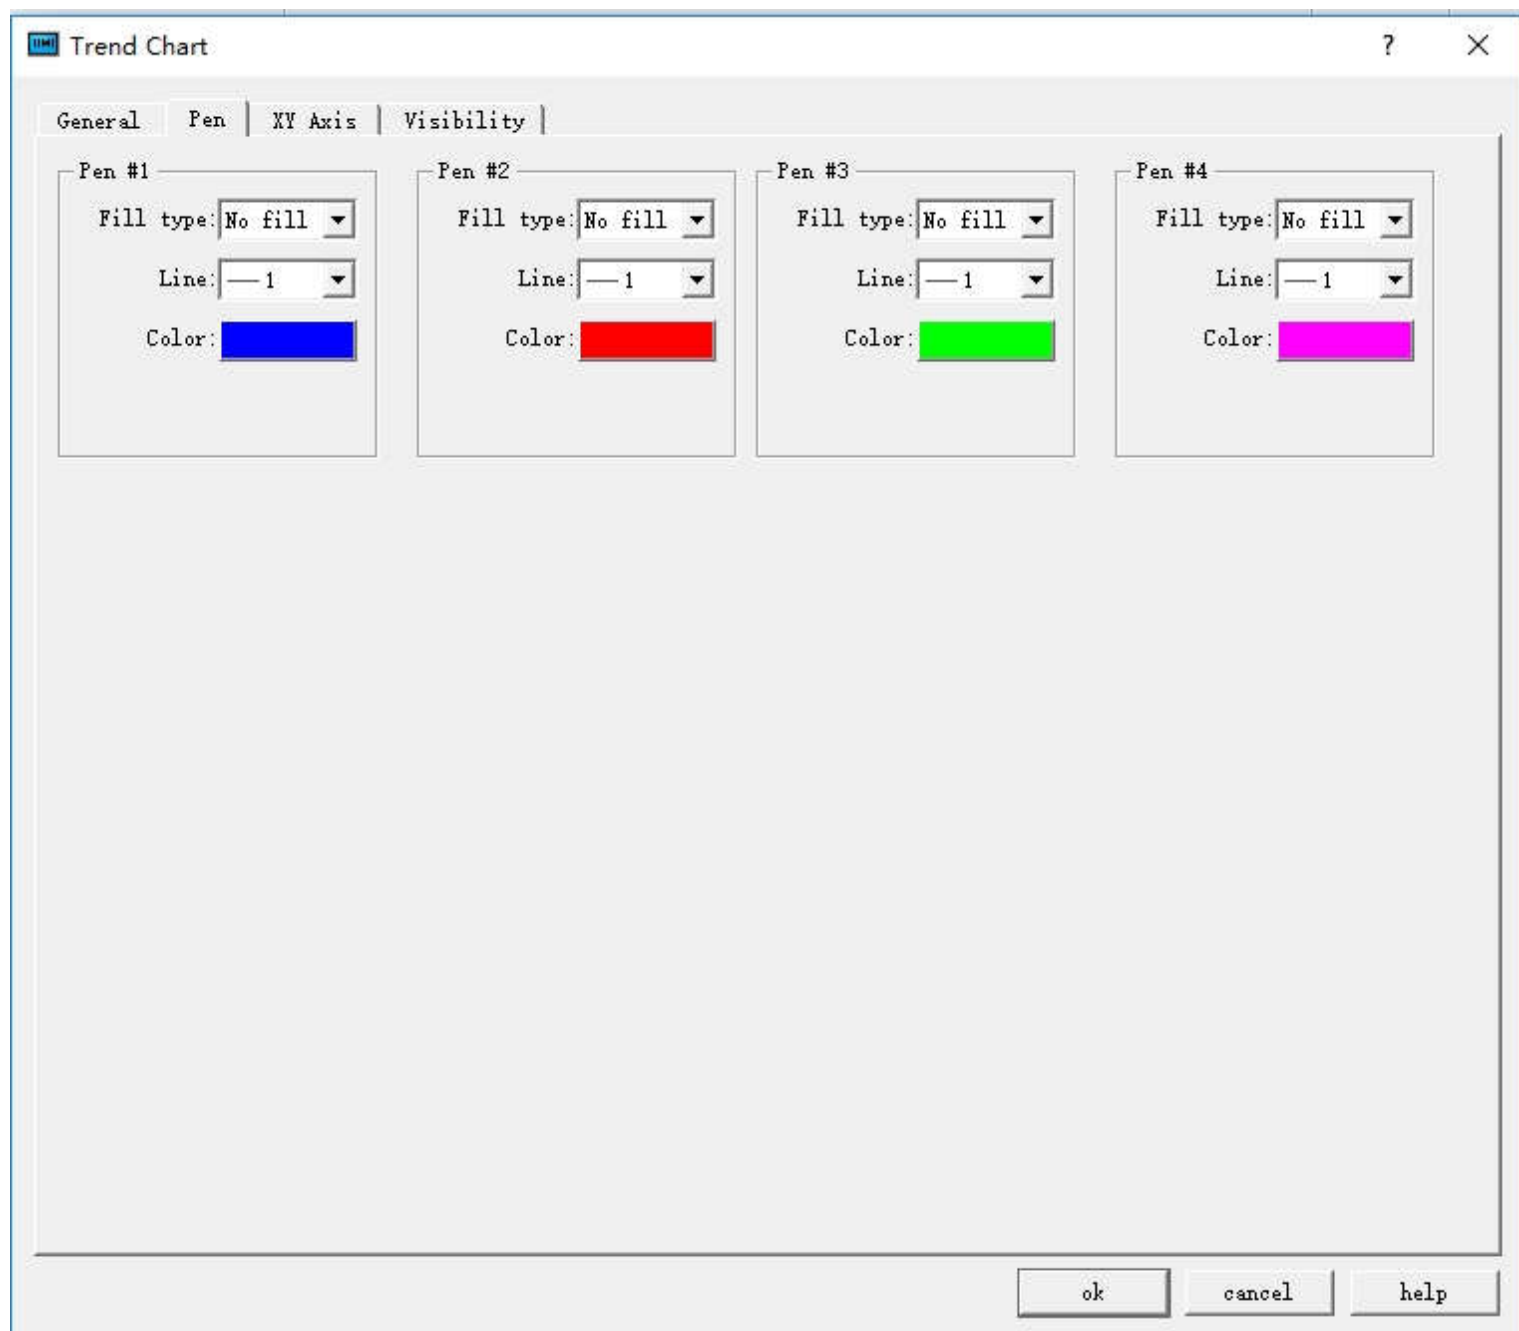 Trend Chart ?
General Pen XY Axis Visibility
Pen #1 Pen #2 Pen #3 Pen #4
Fill type: No fill Fill type: No fill Fill type: No fill Fill type: No fill
Line: 1 Line: 1 Line: 1 Line: 1
Color: Color: Color: Color:
ok cancel help